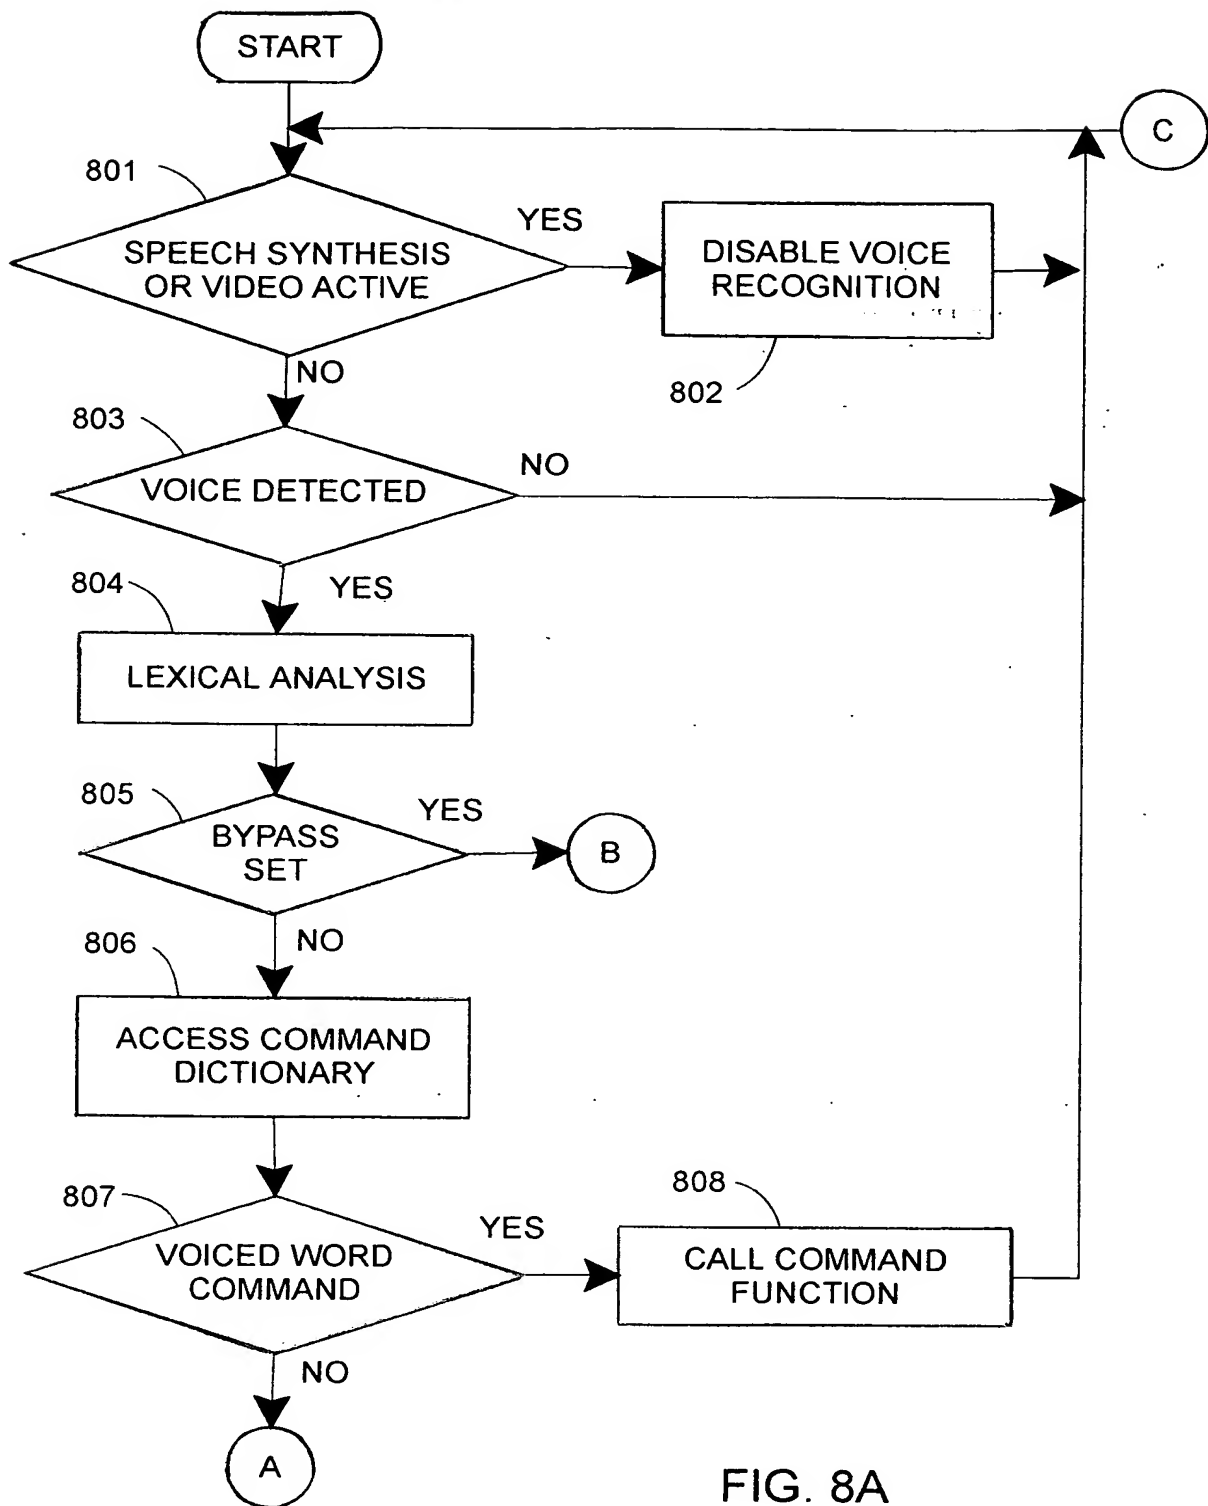 START
C
801
SPEECH SYNTHESIS
OR VIDEO ACTIVE
YES
DISABLE VOICE
RECOGNITION
802
NO
803
VOICE DETECTED
NO
YES
804
LEXICAL ANALYSIS
805
BYPASS
SET
YES
B
NO
806
ACCESS COMMAND
DICTIONARY
807
VOICED WORD
COMMAND
YES
808
CALL COMMAND
FUNCTION
NO
A
FIG. 8A